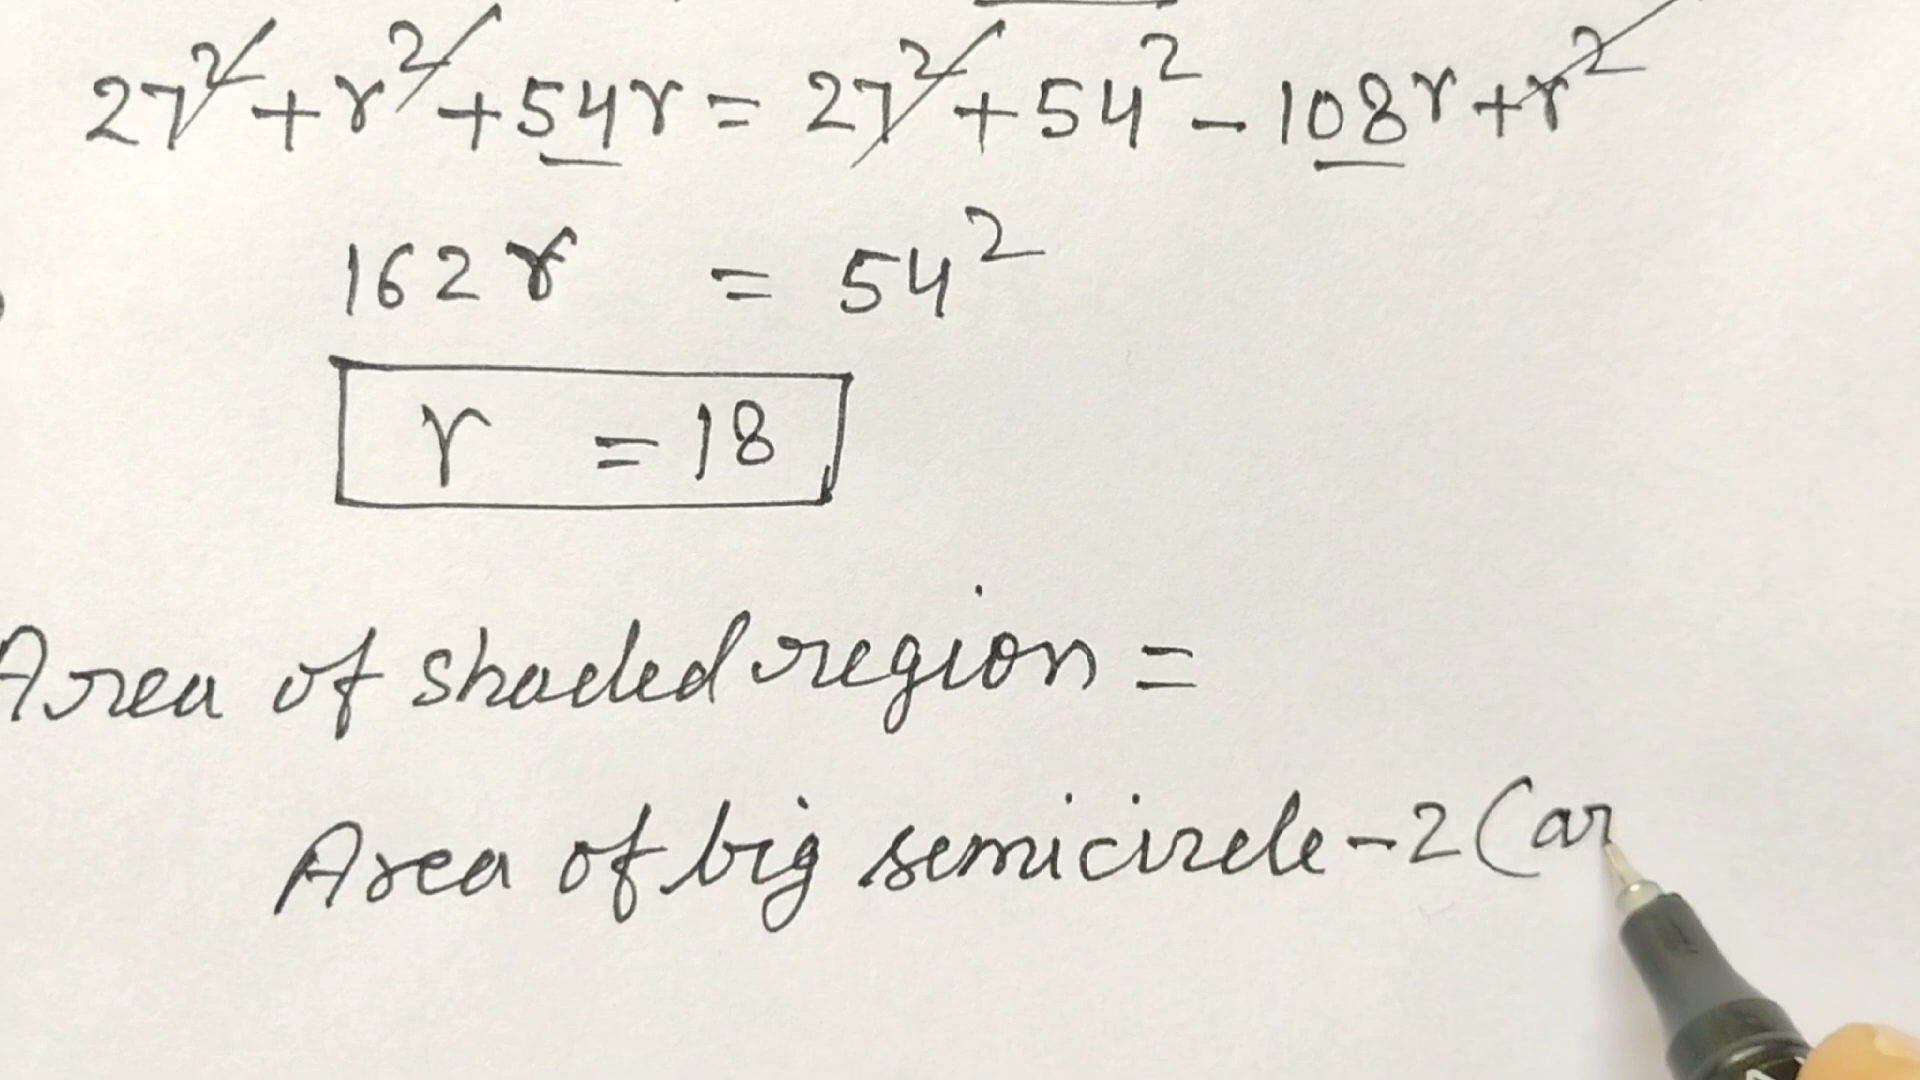 27² + r² + 54r = 27² + 54² - 108r + r²
162r = 54²
r = 18
Area of shaded region =
Area of big semicircle - 2 (ar